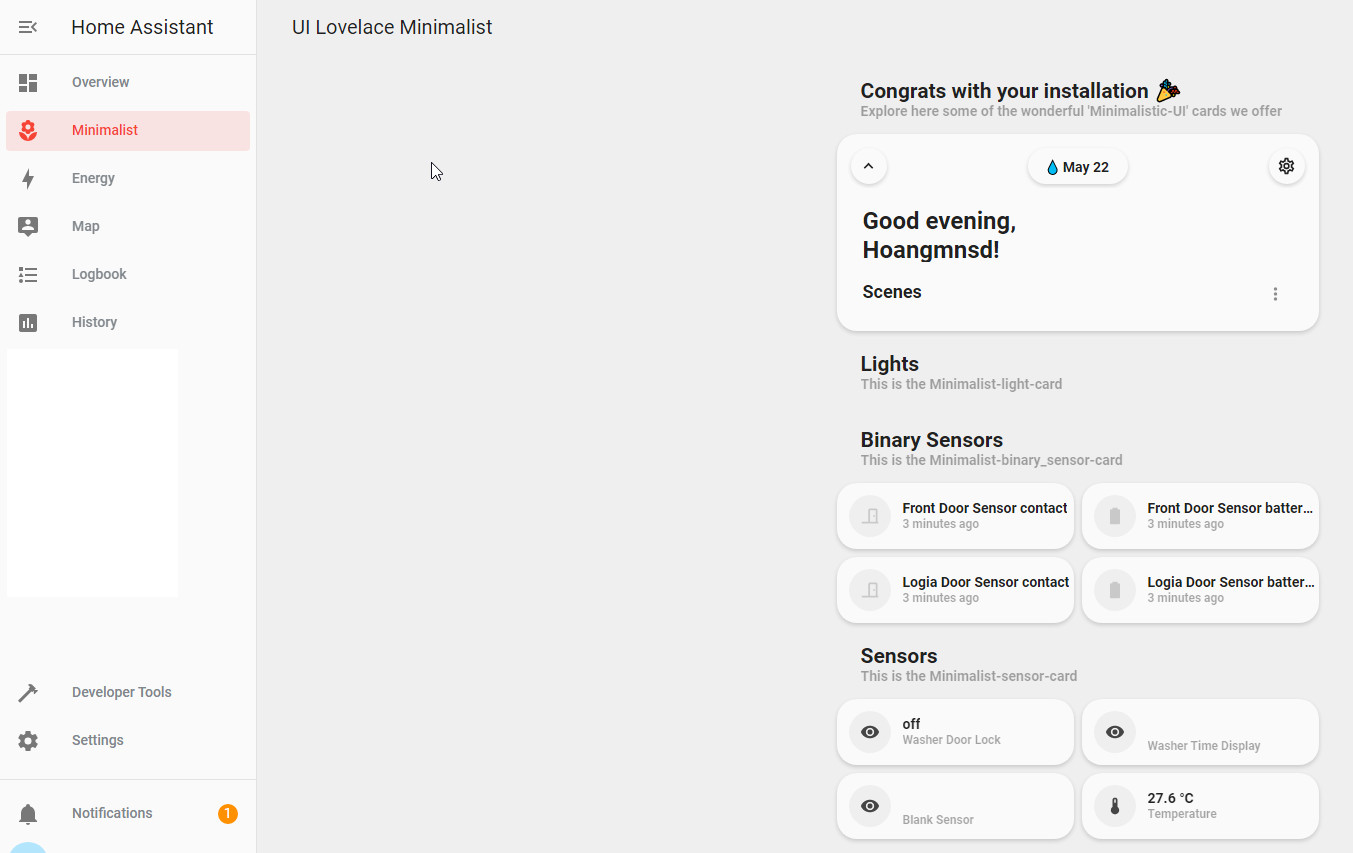 Home Assistant
UI Lovelace Minimalist
Overview
Minimalist
Energy
Map
Logbook
History
Developer Tools
Settings
Notifications
1
Congrats with your installation 🎉
Explore here some of the wonderful 'Minimalistic-UI' cards we offer
May 22
Good evening,
Hoangmnsd!
Scenes
Lights
This is the Minimalist-light-card
Binary Sensors
This is the Minimalist-binary_sensor-card
Front Door Sensor contact
3 minutes ago
Front Door Sensor batter...
3 minutes ago
Logia Door Sensor contact
3 minutes ago
Logia Door Sensor batter...
3 minutes ago
Sensors
This is the Minimalist-sensor-card
off
Washer Door Lock
Washer Time Display
Blank Sensor
27.6 °C
Temperature